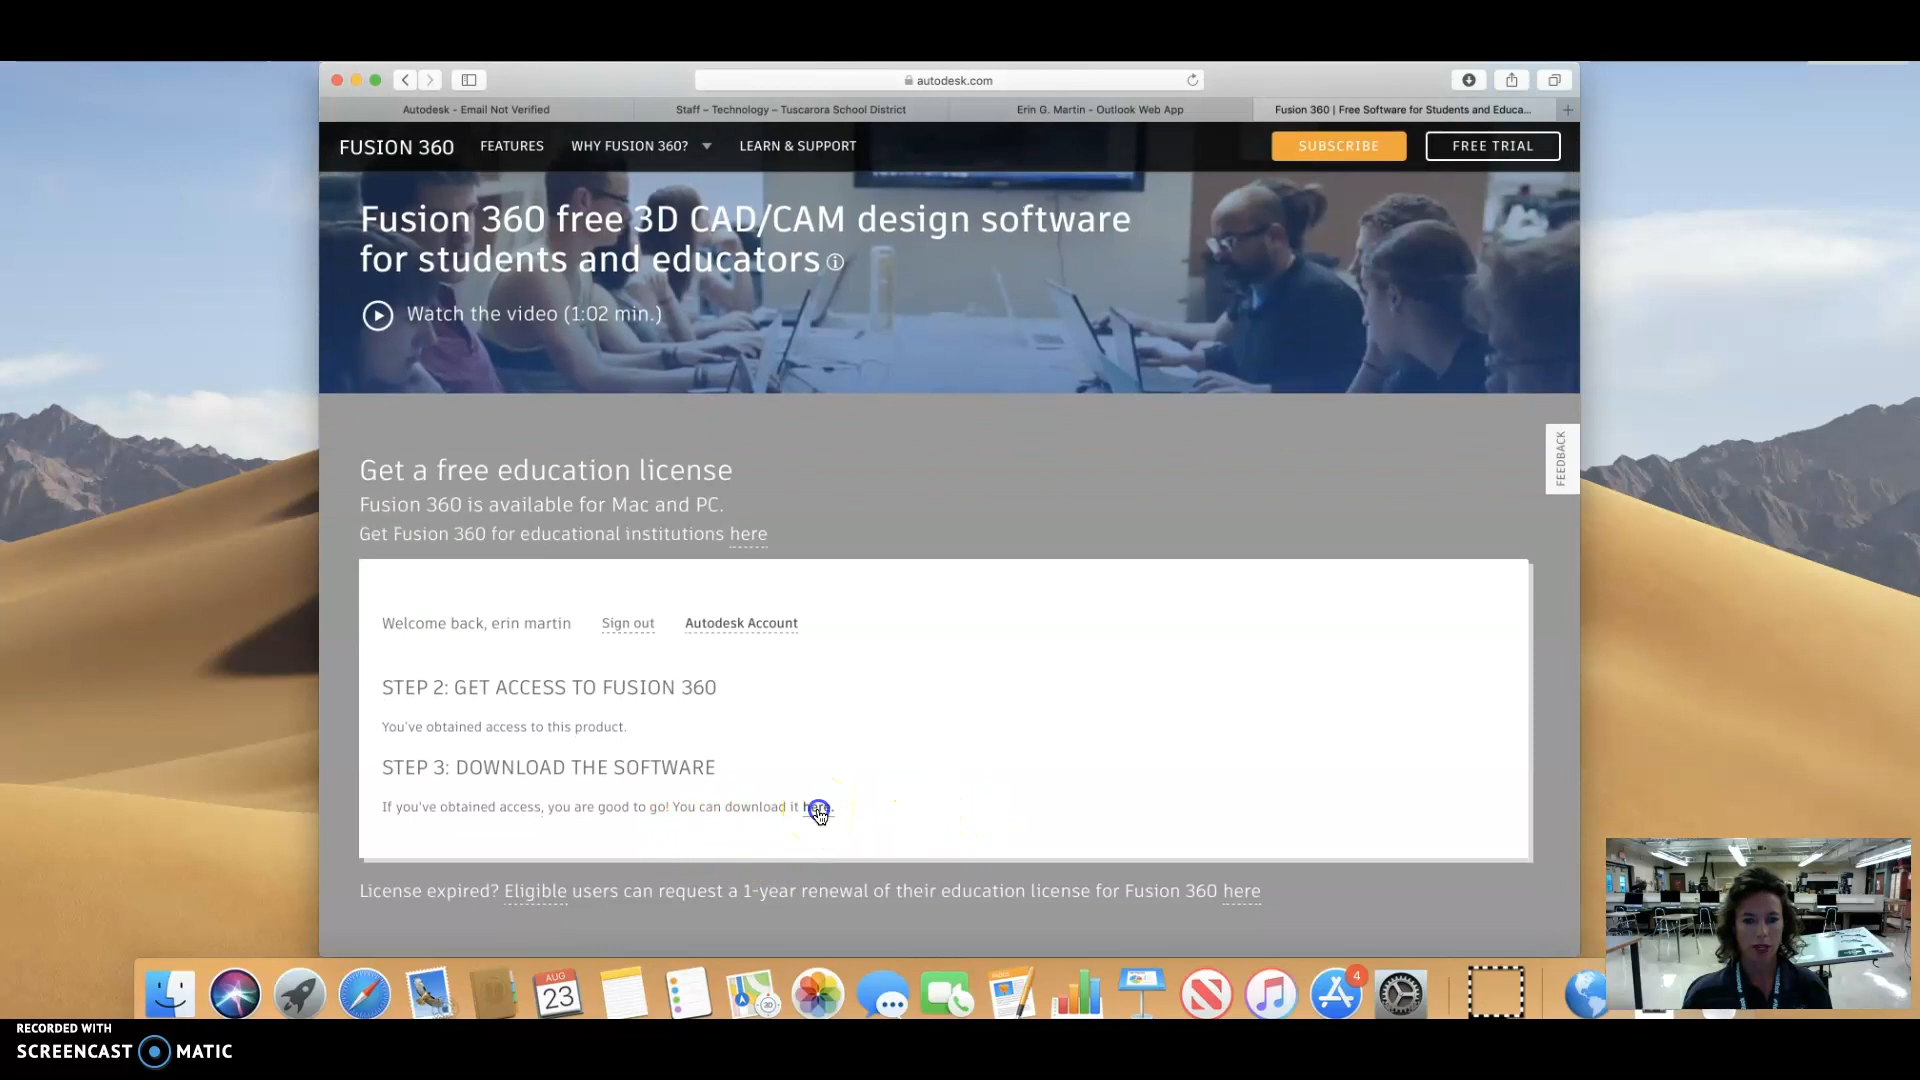 autodesk.com
Autodesk - Email Not Verified
Staff – Technology – Tuscarora School District
Erin G. Martin - Outlook Web App
Fusion 360 | Free Software for Students and Educa...
FUSION 360
FEATURES
WHY FUSION 360?
LEARN & SUPPORT
SUBSCRIBE
FREE TRIAL
Fusion 360 free 3D CAD/CAM design software
for students and educators
Watch the video (1:02 min.)
FEEDBACK
Get a free education license
Fusion 360 is available for Mac and PC.
Get Fusion 360 for educational institutions here
Welcome back, erin martin
Sign out
Autodesk Account
STEP 2: GET ACCESS TO FUSION 360
You've obtained access to this product.
STEP 3: DOWNLOAD THE SOFTWARE
If you've obtained access, you are good to go! You can download it here.
License expired? Eligible users can request a 1-year renewal of their education license for Fusion 360 here
AUG
23
3D
PAGES
4
RECORDED WITH
SCREENCAST MATIC